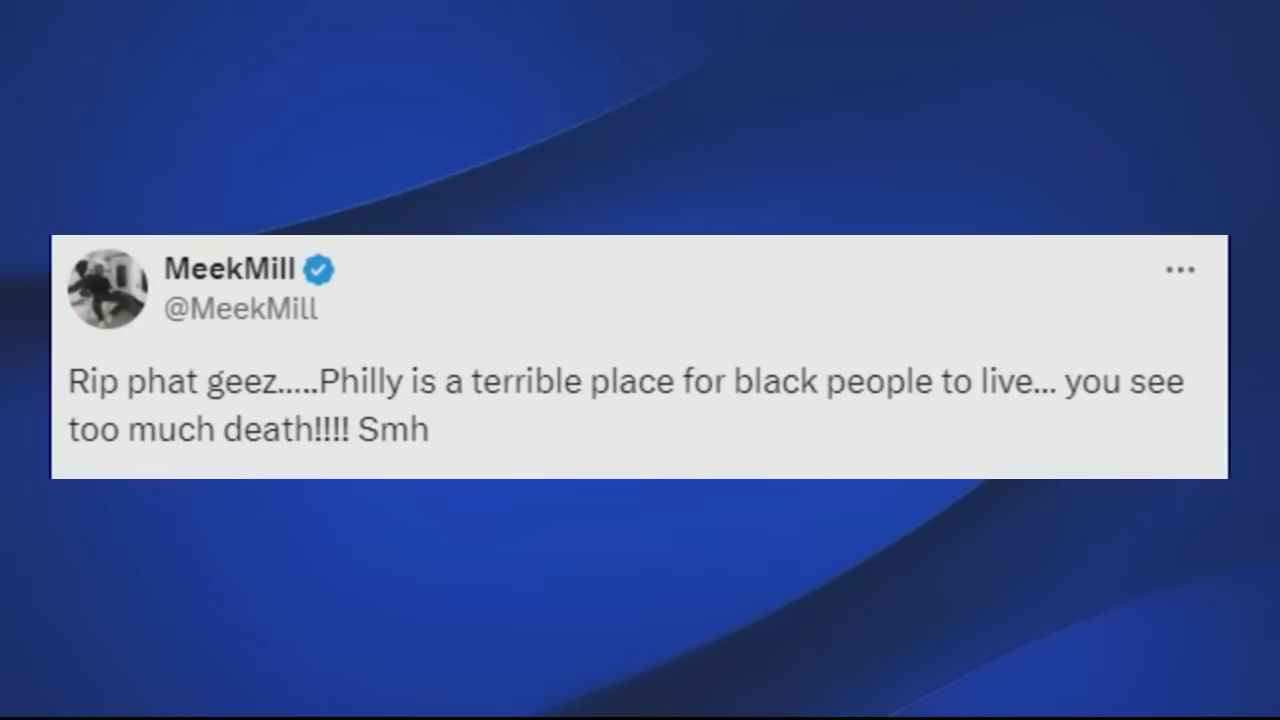 MeekMill
@MeekMill
Rip phat geez.....Philly is a terrible place for black people to live... you see
too much death!!!! Smh